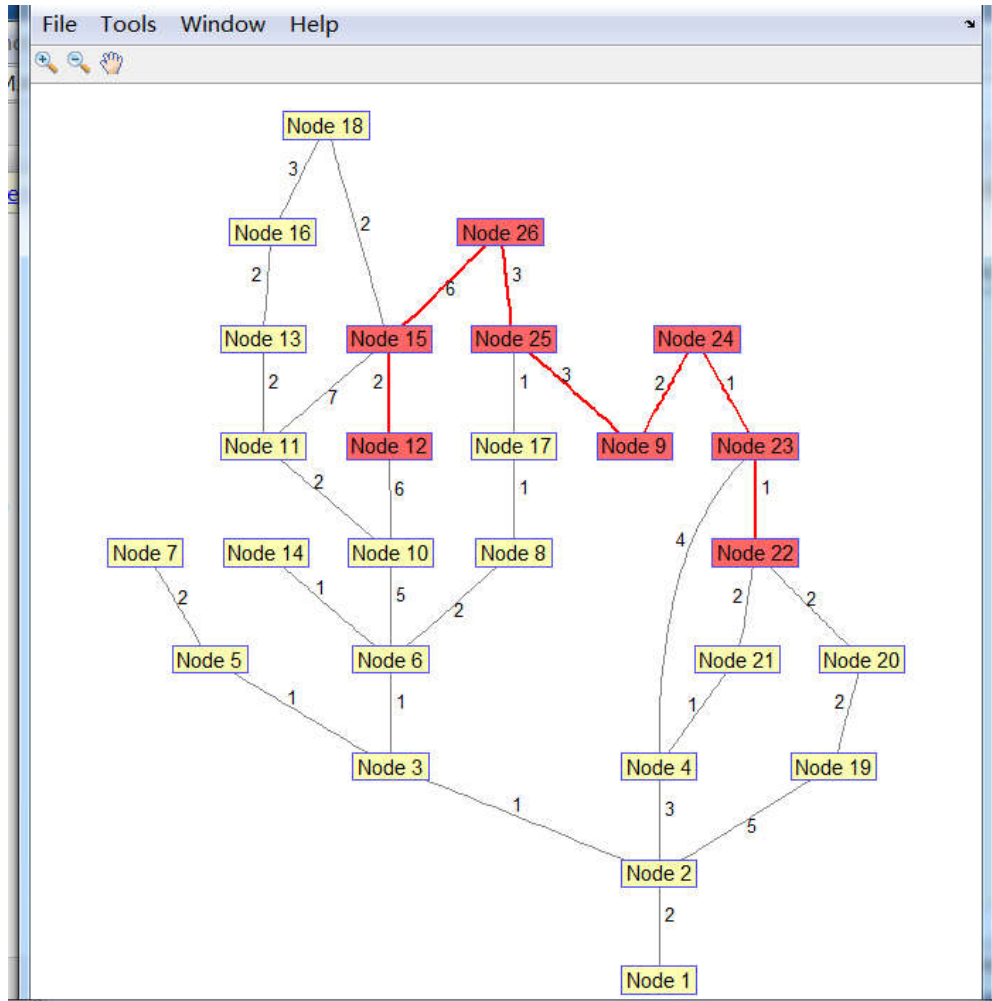 File Tools Window Help
Node 18
3
2
Node 16
Node 26
2
6
3
Node 13
Node 15
Node 25
Node 24
2
7
2
1
3
2
1
Node 11
Node 12
Node 17
Node 9
Node 23
2
6
1
1
4
Node 7
Node 14
Node 10
Node 8
Node 22
2
1
5
2
2
2
Node 5
Node 6
Node 21
Node 20
1
1
1
2
Node 3
Node 4
Node 19
1
3
5
Node 2
2
Node 1